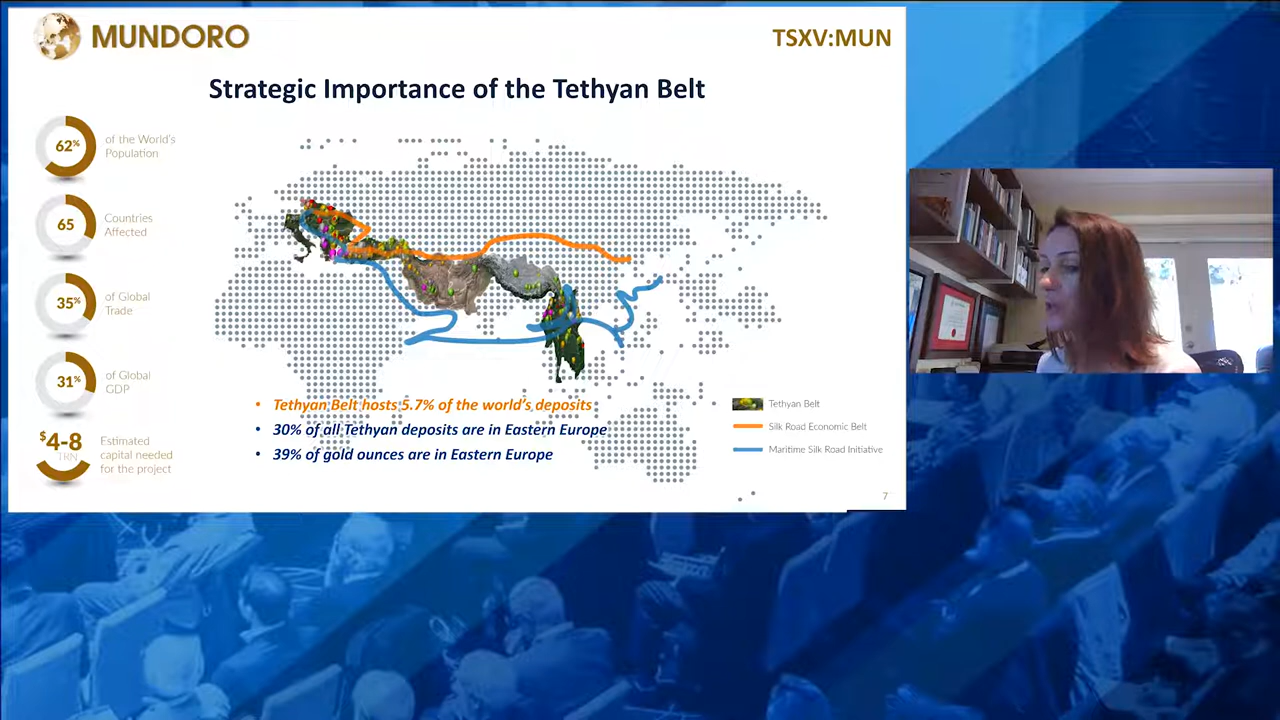 MUNDORO
TSXV:MUN
Strategic Importance of the Tethyan Belt
62%
of the World's
Population
65
Countries
Affected
35%
of Global
Trade
31%
of Global
GDP
$4-8
TRN
Estimated
capital needed
for the project
• Tethyan Belt hosts 5.7% of the world's deposits
• 30% of all Tethyan deposits are in Eastern Europe
• 39% of gold ounces are in Eastern Europe
Tethyan Belt
Silk Road Economic Belt
Maritime Silk Road Initiative
7